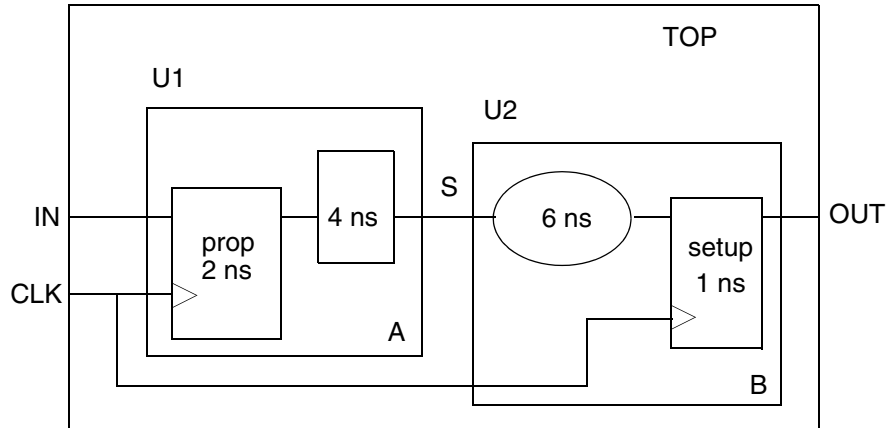 TOP
U1
U2
S
IN
4 ns
6 ns
OUT
prop
2 ns
setup
1 ns
CLK
A
B